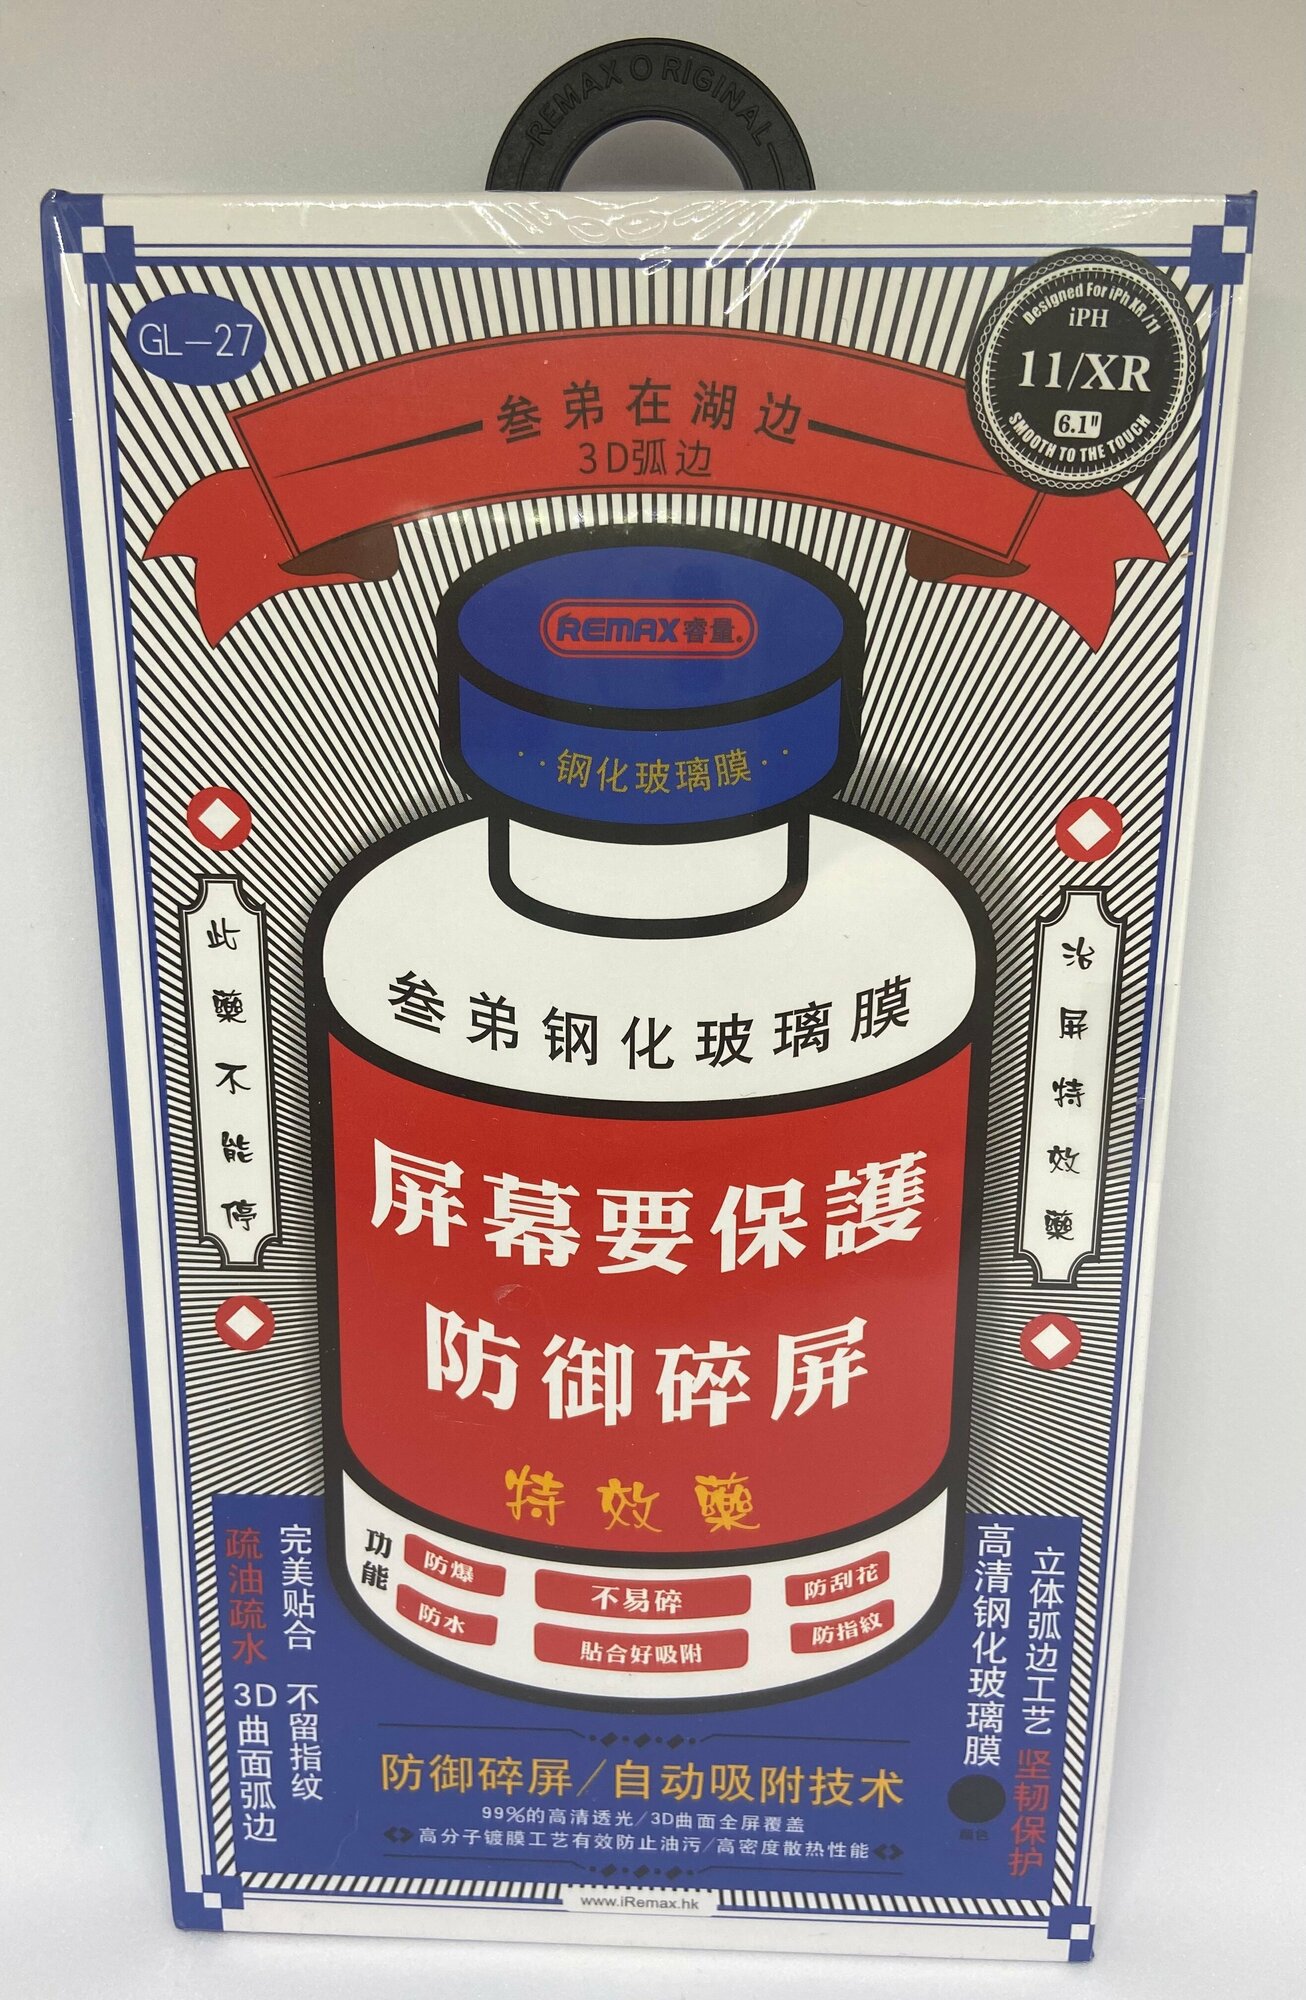 REMAX ORIGINAL
GL-27
Designed For iPh XR/11
iPH
11/XR
6.1"
SMOOTH TO THE TOUCH
叁弟在湖边
3D弧边
REMAX睿量
钢化玻璃膜
此藥不能停
治屏特效藥
叁弟钢化玻璃膜
屏幕要保護
防御碎屏
特效藥
功能
防爆
不易碎
防刮花
防水
貼合好吸附
防指紋
完美贴合 不留指纹
疏油疏水 3D曲面弧边
立体弧边工艺 坚韧保护
高清钢化玻璃膜
颜色
防御碎屏/自动吸附技术
99%的高清透光/3D曲面全屏覆盖
高分子镀膜工艺有效防止油污/高密度散热性能
www.iRemax.hk